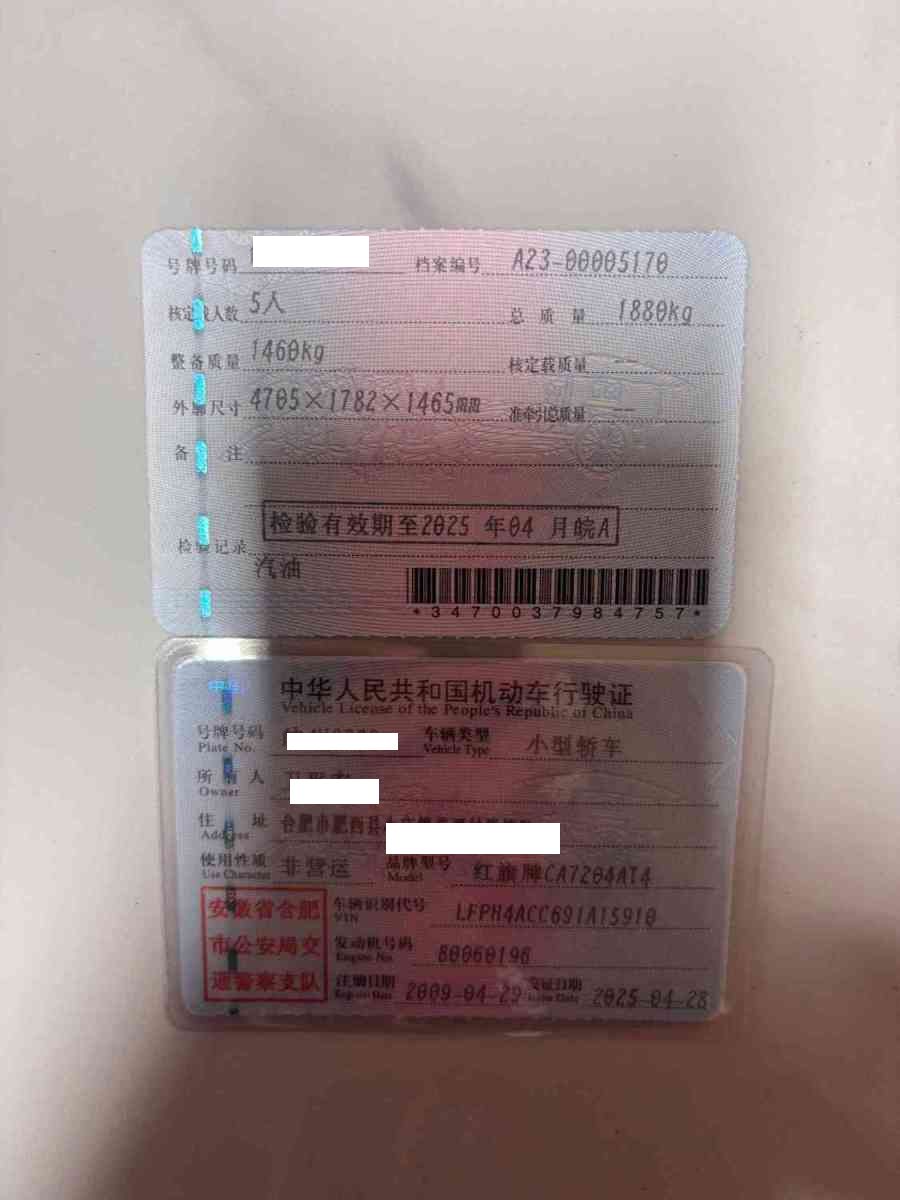 号牌号码 档案编号 A23-00005170
核定载人数 5人 总质量 1880kg
整备质量 1460kg 核定载质量 --
外廓尺寸 4705×1782×1465mm 准牵引总质量 --
备注
检验有效期至2025 年04 月皖A
检验记录
汽油
*3470037984757*
中华人民共和国机动车行驶证
Vehicle License of the People's Republic of China
号牌号码 车辆类型 小型轿车
Plate No. Vehicle Type
所有人
Owner
住址 合肥市肥西县
Address
使用性质 非营运 品牌型号 红旗牌CA7204AT4
Use Character Model
安徽省合肥 车辆识别代号 LFPH4ACC691A15910
VIN
市公安局交 发动机号码 80060198
Engine No.
通警察支队 注册日期 2009-04-29 发证日期 2025-04-28
Register Date Issue Date